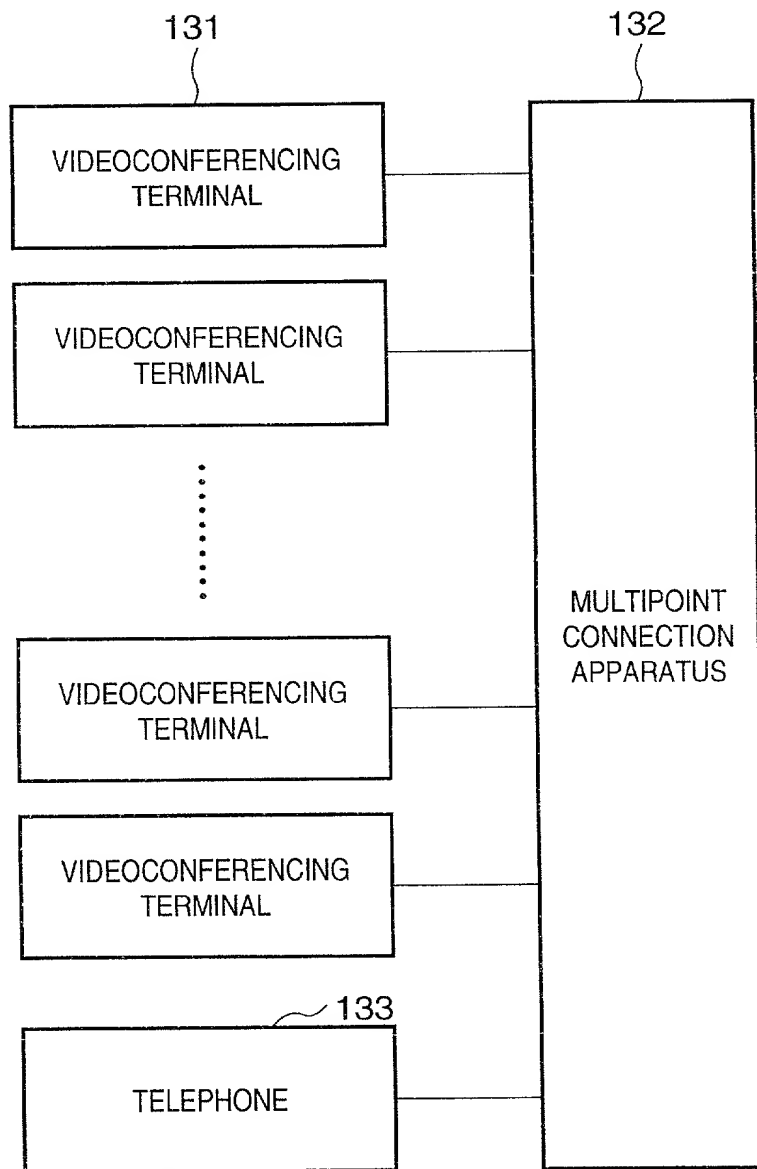 131
132
VIDEOCONFERENCING
TERMINAL
VIDEOCONFERENCING
TERMINAL
MULTIPOINT
CONNECTION
APPARATUS
VIDEOCONFERENCING
TERMINAL
VIDEOCONFERENCING
TERMINAL
133
TELEPHONE